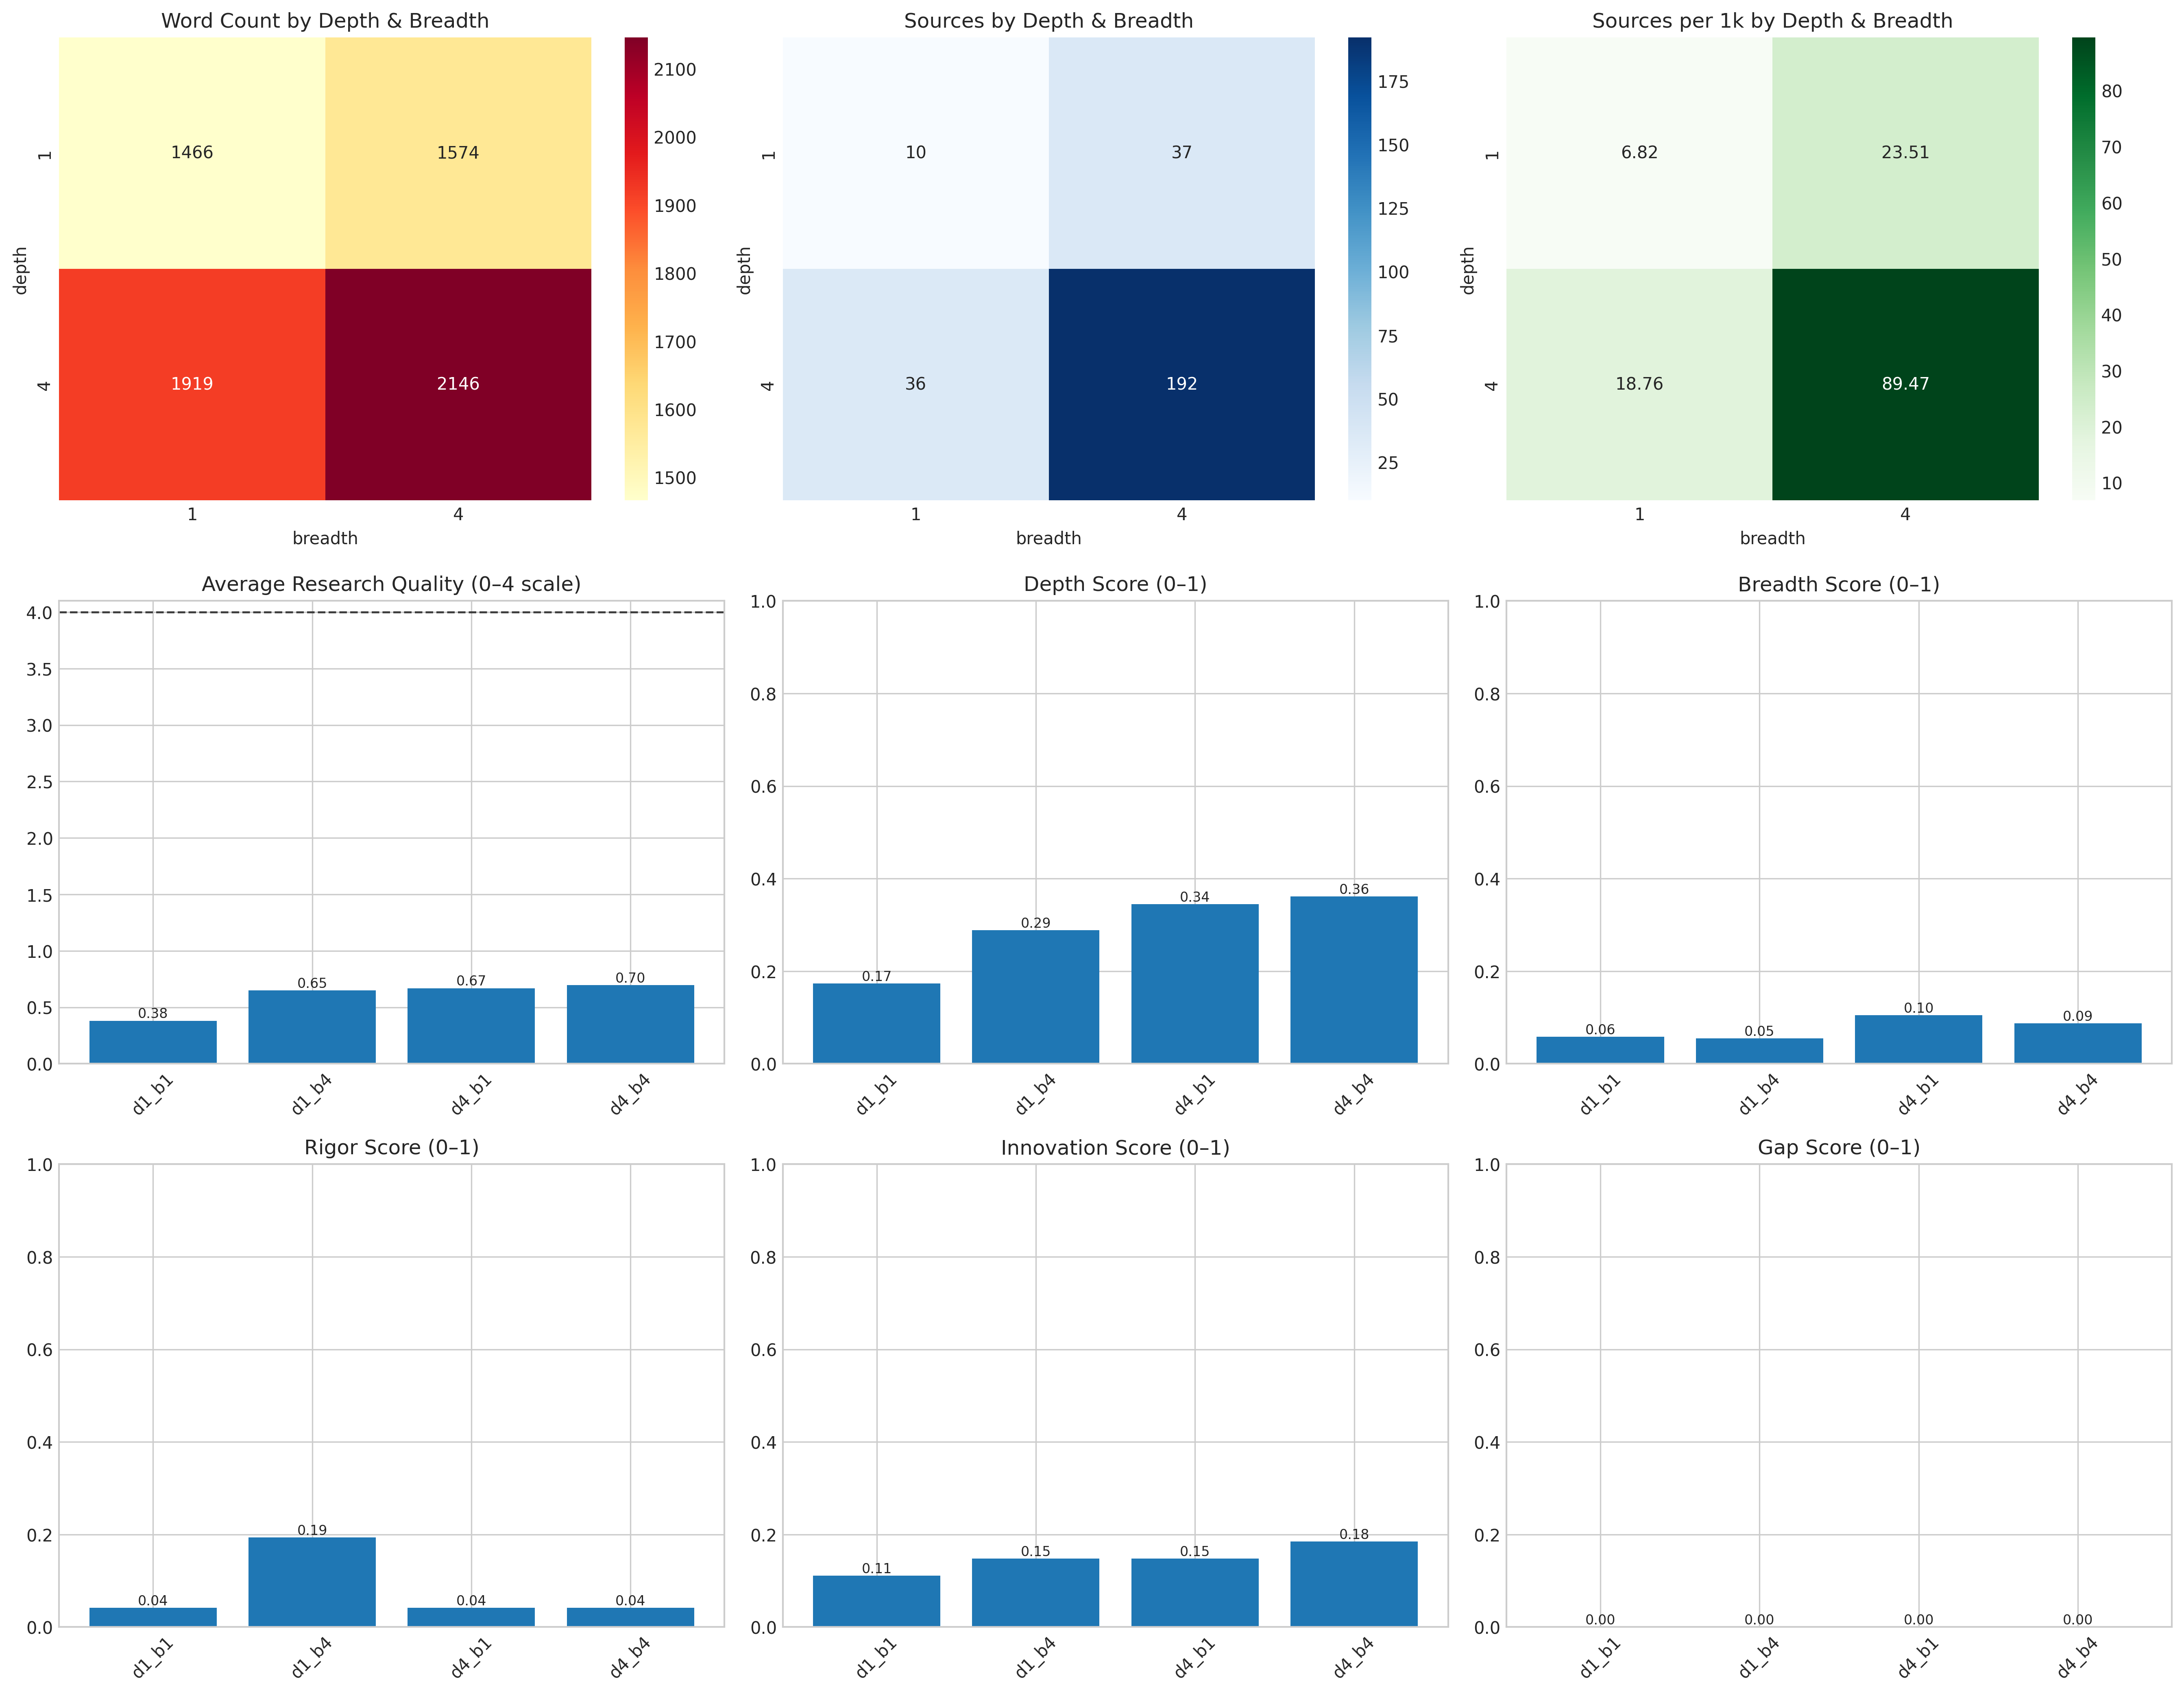 Word Count by Depth & Breadth
1466 1574
1919 2146
1
4
depth
1 4
breadth
2100
2000
1900
1800
1700
1600
1500
Sources by Depth & Breadth
10 37
36 192
1
4
depth
1 4
breadth
175
150
125
100
75
50
25
Sources per 1k by Depth & Breadth
6.82 23.51
18.76 89.47
1
4
depth
1 4
breadth
80
70
60
50
40
30
20
10
Average Research Quality (0–4 scale)
4.0
3.5
3.0
2.5
2.0
1.5
1.0
0.5
0.0
0.38 0.65 0.67 0.70
d1_b1 d1_b4 d4_b1 d4_b4
Depth Score (0–1)
1.0
0.8
0.6
0.4
0.2
0.0
0.17 0.29 0.34 0.36
d1_b1 d1_b4 d4_b1 d4_b4
Breadth Score (0–1)
1.0
0.8
0.6
0.4
0.2
0.0
0.06 0.05 0.10 0.09
d1_b1 d1_b4 d4_b1 d4_b4
Rigor Score (0–1)
1.0
0.8
0.6
0.4
0.2
0.0
0.04 0.19 0.04 0.04
d1_b1 d1_b4 d4_b1 d4_b4
Innovation Score (0–1)
1.0
0.8
0.6
0.4
0.2
0.0
0.11 0.15 0.15 0.18
d1_b1 d1_b4 d4_b1 d4_b4
Gap Score (0–1)
1.0
0.8
0.6
0.4
0.2
0.0
0.00 0.00 0.00 0.00
d1_b1 d1_b4 d4_b1 d4_b4